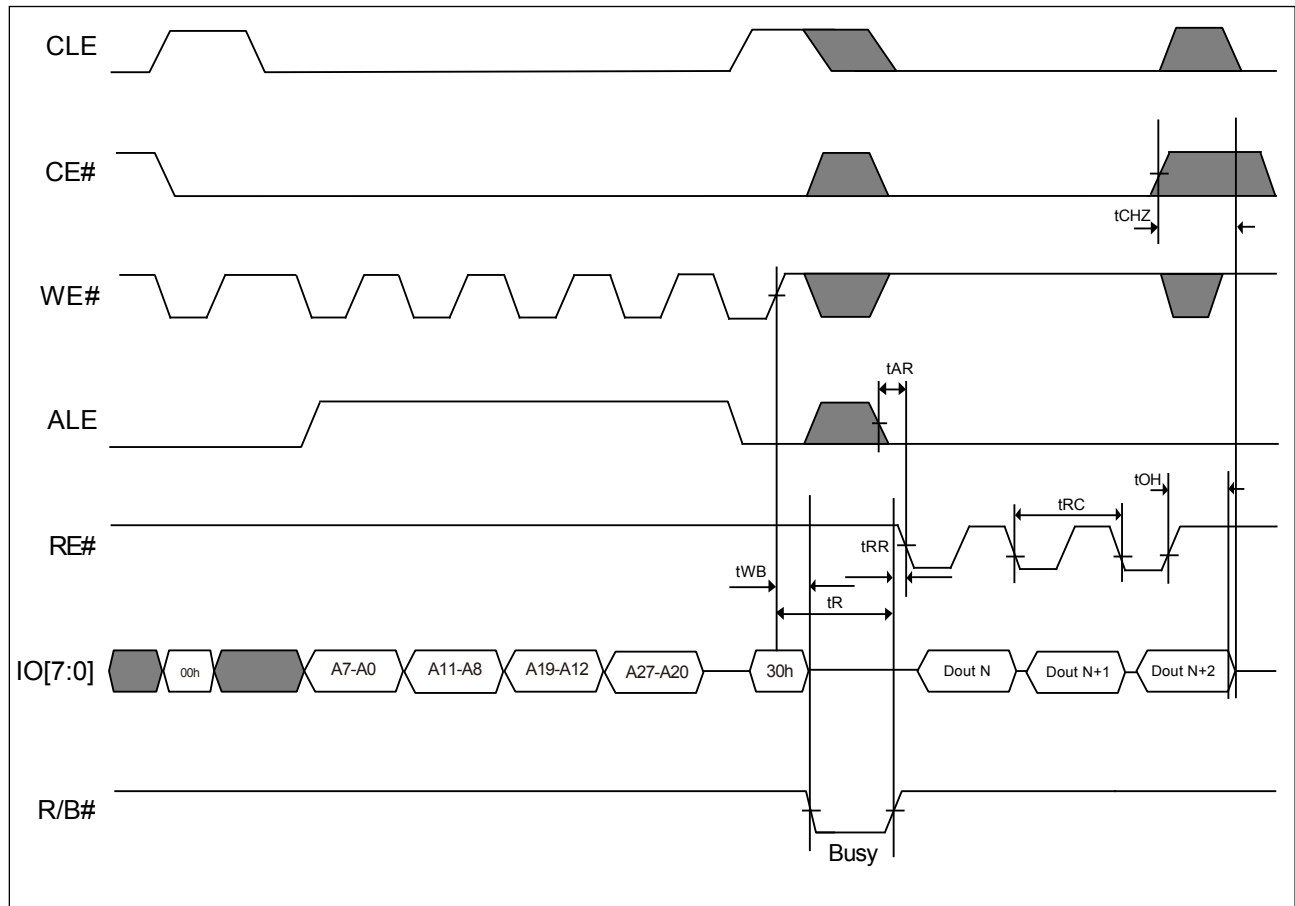 CLE
CE#
tCHZ
WE#
tAR
ALE
tOH
tRC
RE#
tRR
tWB
tR
IO[7:0]
00h
A7-A0
A11-A8
A19-A12
A27-A20
30h
Dout N
Dout N+1
Dout N+2
R/B#
Busy